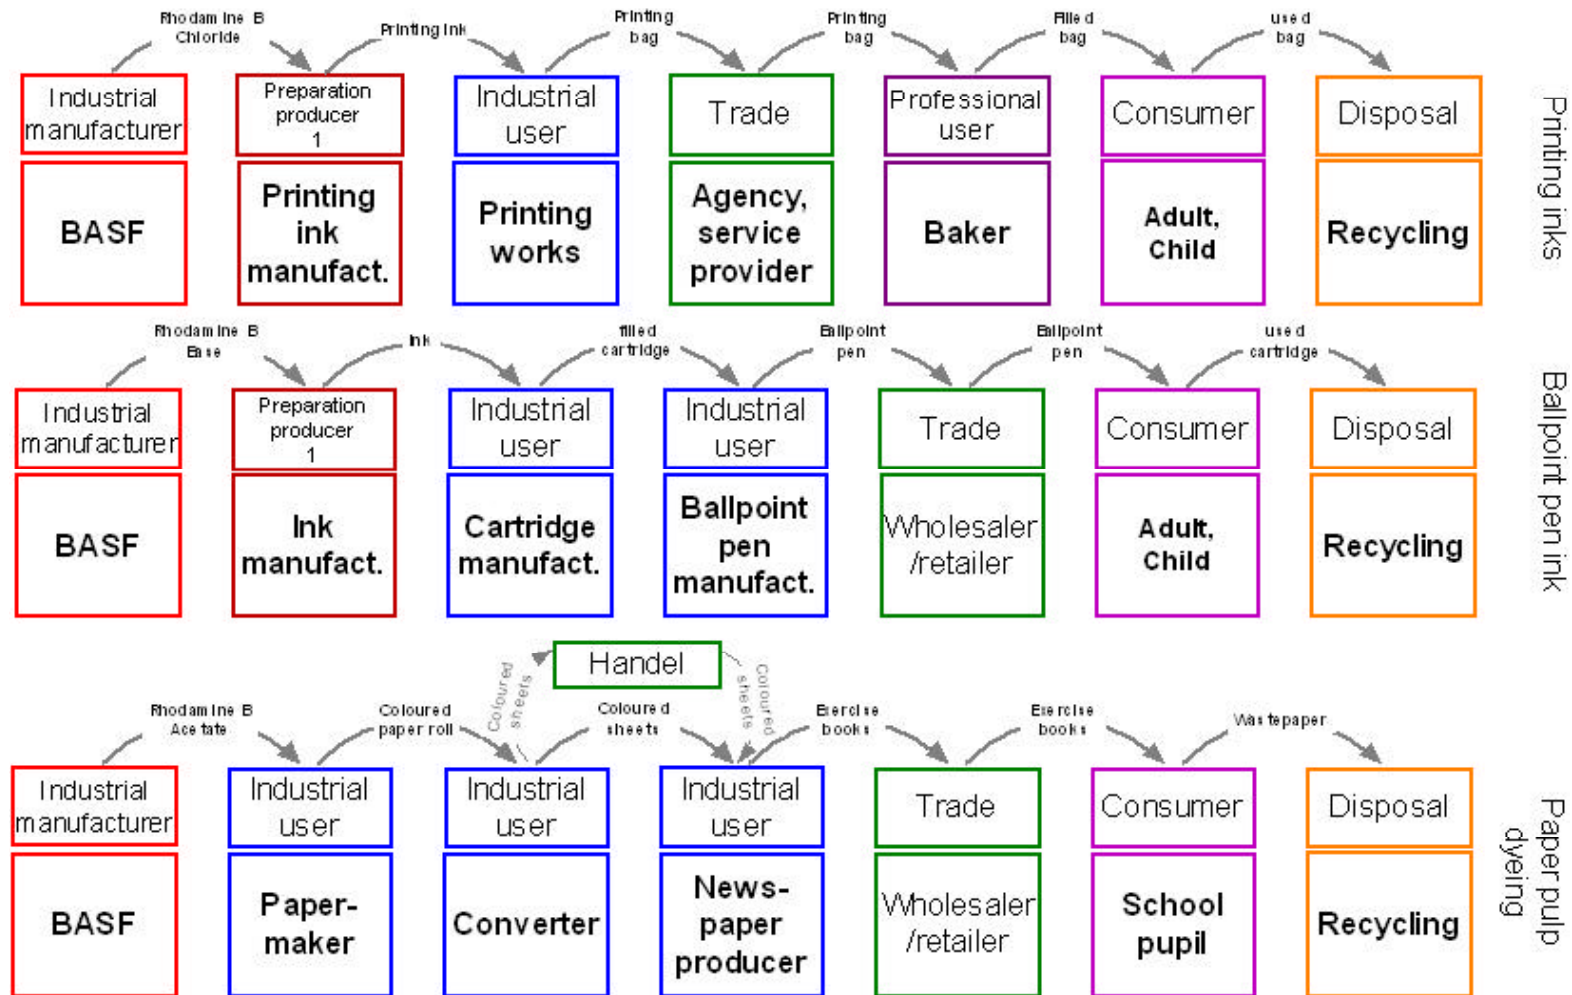 Rhodamine B
Chloride
Printing ink
Printing
bag
Printing
bag
Filled
bag
used
bag
Industrial
manufacturer
Preparation
producer
1
Industrial
user
Trade
Professional
user
Consumer
Disposal
BASF
Printing
ink
manufact.
Printing
works
Agency,
service
provider
Baker
Adult,
Child
Recycling
Printing inks
Rhodamine B
Base
Ink
filled
cartridge
Ballpoint
pen
Ballpoint
pen
used
cartridge
Industrial
manufacturer
Preparation
producer
1
Industrial
user
Industrial
user
Trade
Consumer
Disposal
BASF
Ink
manufact.
Cartridge
manufact.
Ballpoint
pen
manufact.
Wholesaler
/retailer
Adult,
Child
Recycling
Ballpoint pen ink
Handel
Coloured
sheets
Coloured
sheets
Rhodamine B
Acetate
Coloured
paper roll
Coloured
sheets
Exercise
books
Exercise
books
Wastepaper
Industrial
manufacturer
Industrial
user
Industrial
user
Industrial
user
Trade
Consumer
Disposal
BASF
Paper-
maker
Converter
News-
paper
producer
Wholesaler
/retailer
School
pupil
Recycling
Paper pulp
dyeing